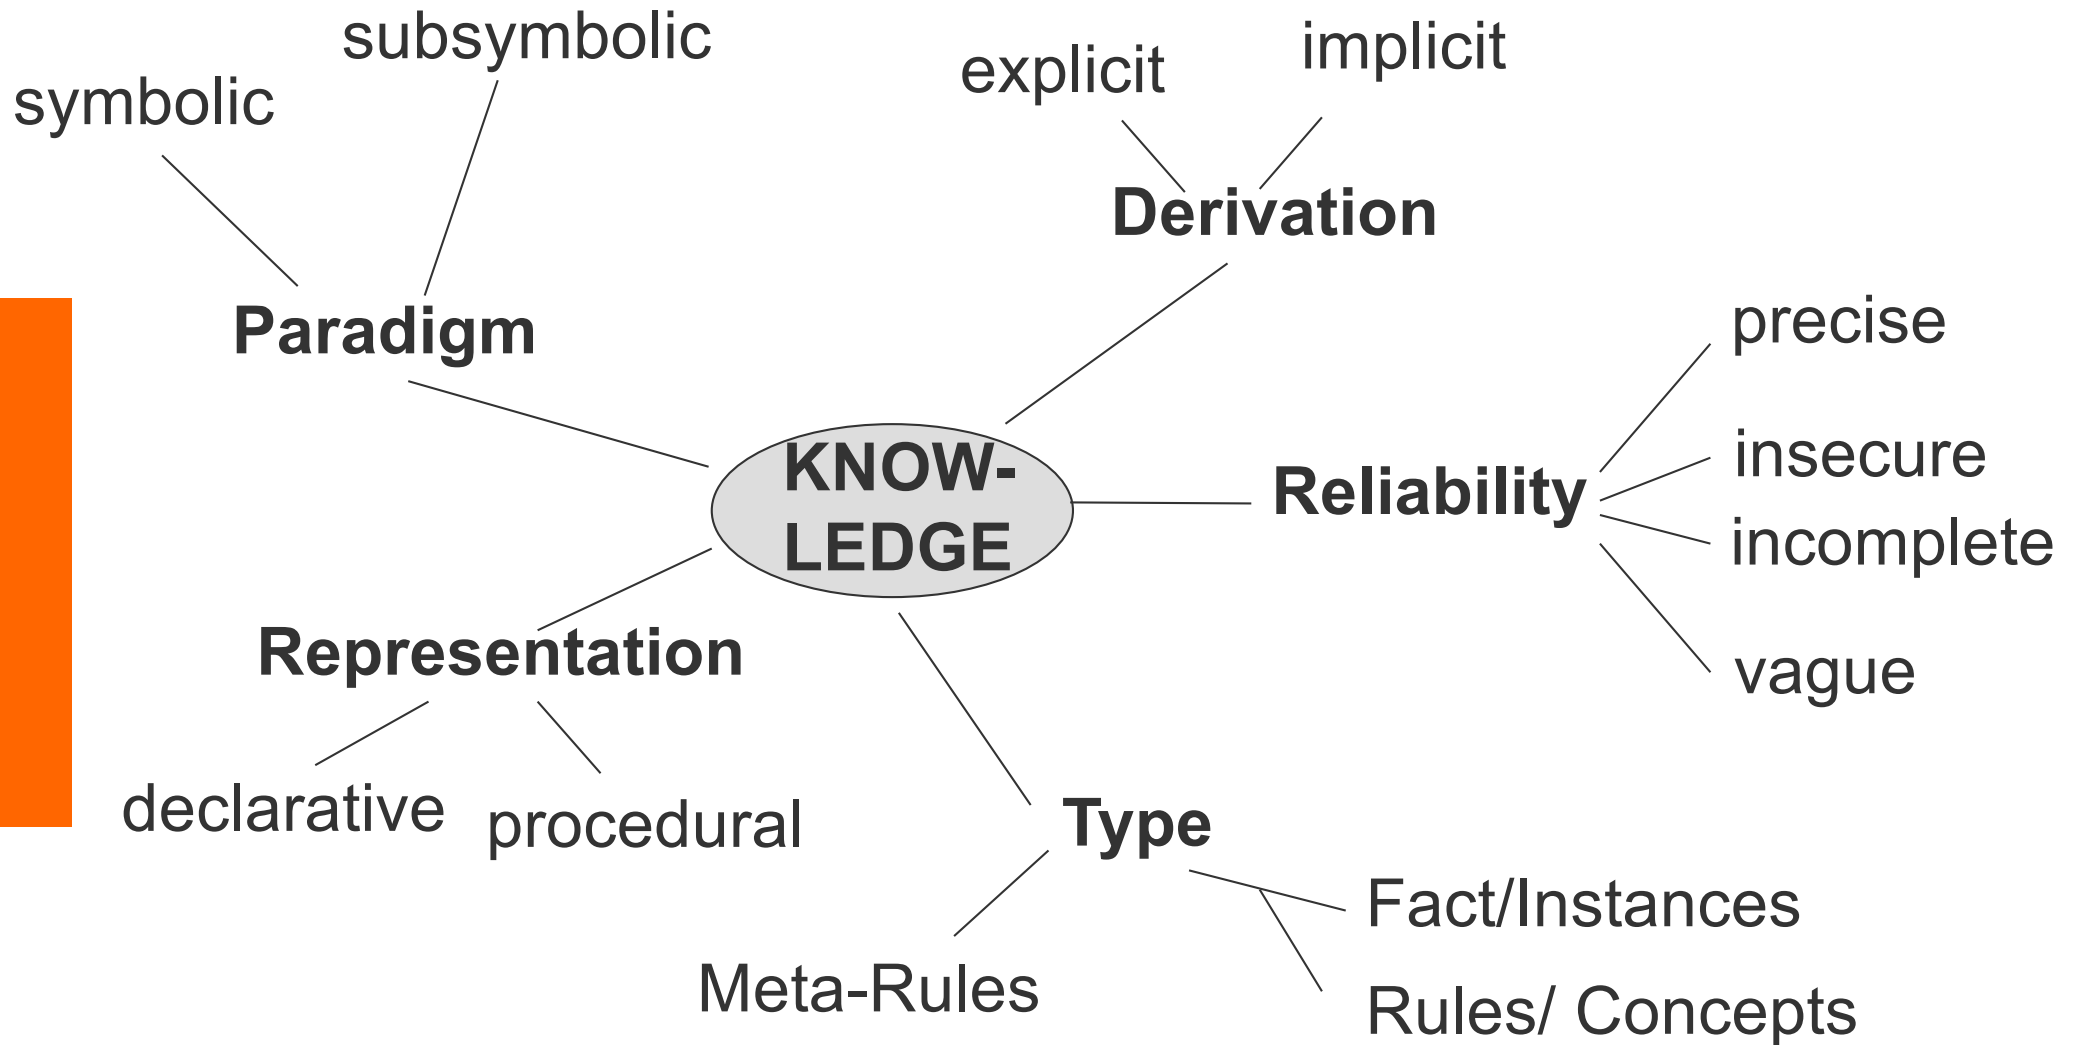 subsymbolic
symbolic
explicit
implicit
Derivation
Paradigm
precise
KNOW-
LEDGE
Reliability
insecure
incomplete
vague
Representation
declarative
procedural
Type
Fact/Instances
Meta-Rules
Rules/ Concepts